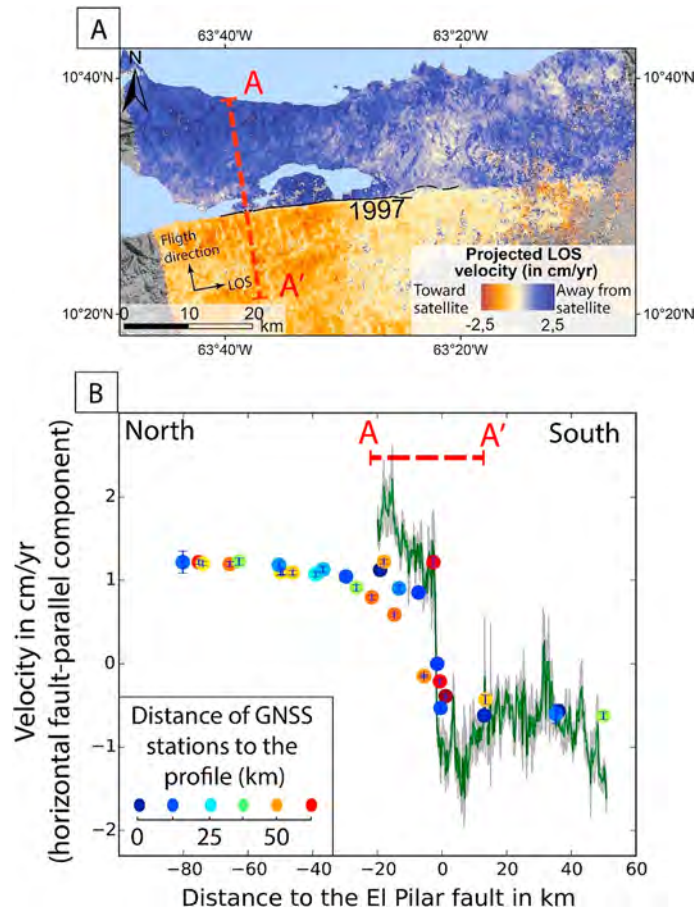 A
63°40'
63°20'
N
10°40'
10°40'N
A
1997
Fligth
direction
LOS
A'
Projected LOS
velocity (in cm/yr)
Toward
satellite
Away from
satellite
-2,5
2,5
10°20'N
10°20'
0
10
20
km
63°40'
63°20'
B
North
A
A'
South
Velocity in cm/yr
(horizontal fault-parallel component)
2
1
0
−1
−2
Distance of GNSS
stations to the
profile (km)
0
25
50
−80
−60
−40
−20
0
20
40
60
Distance to the El Pilar fault in km